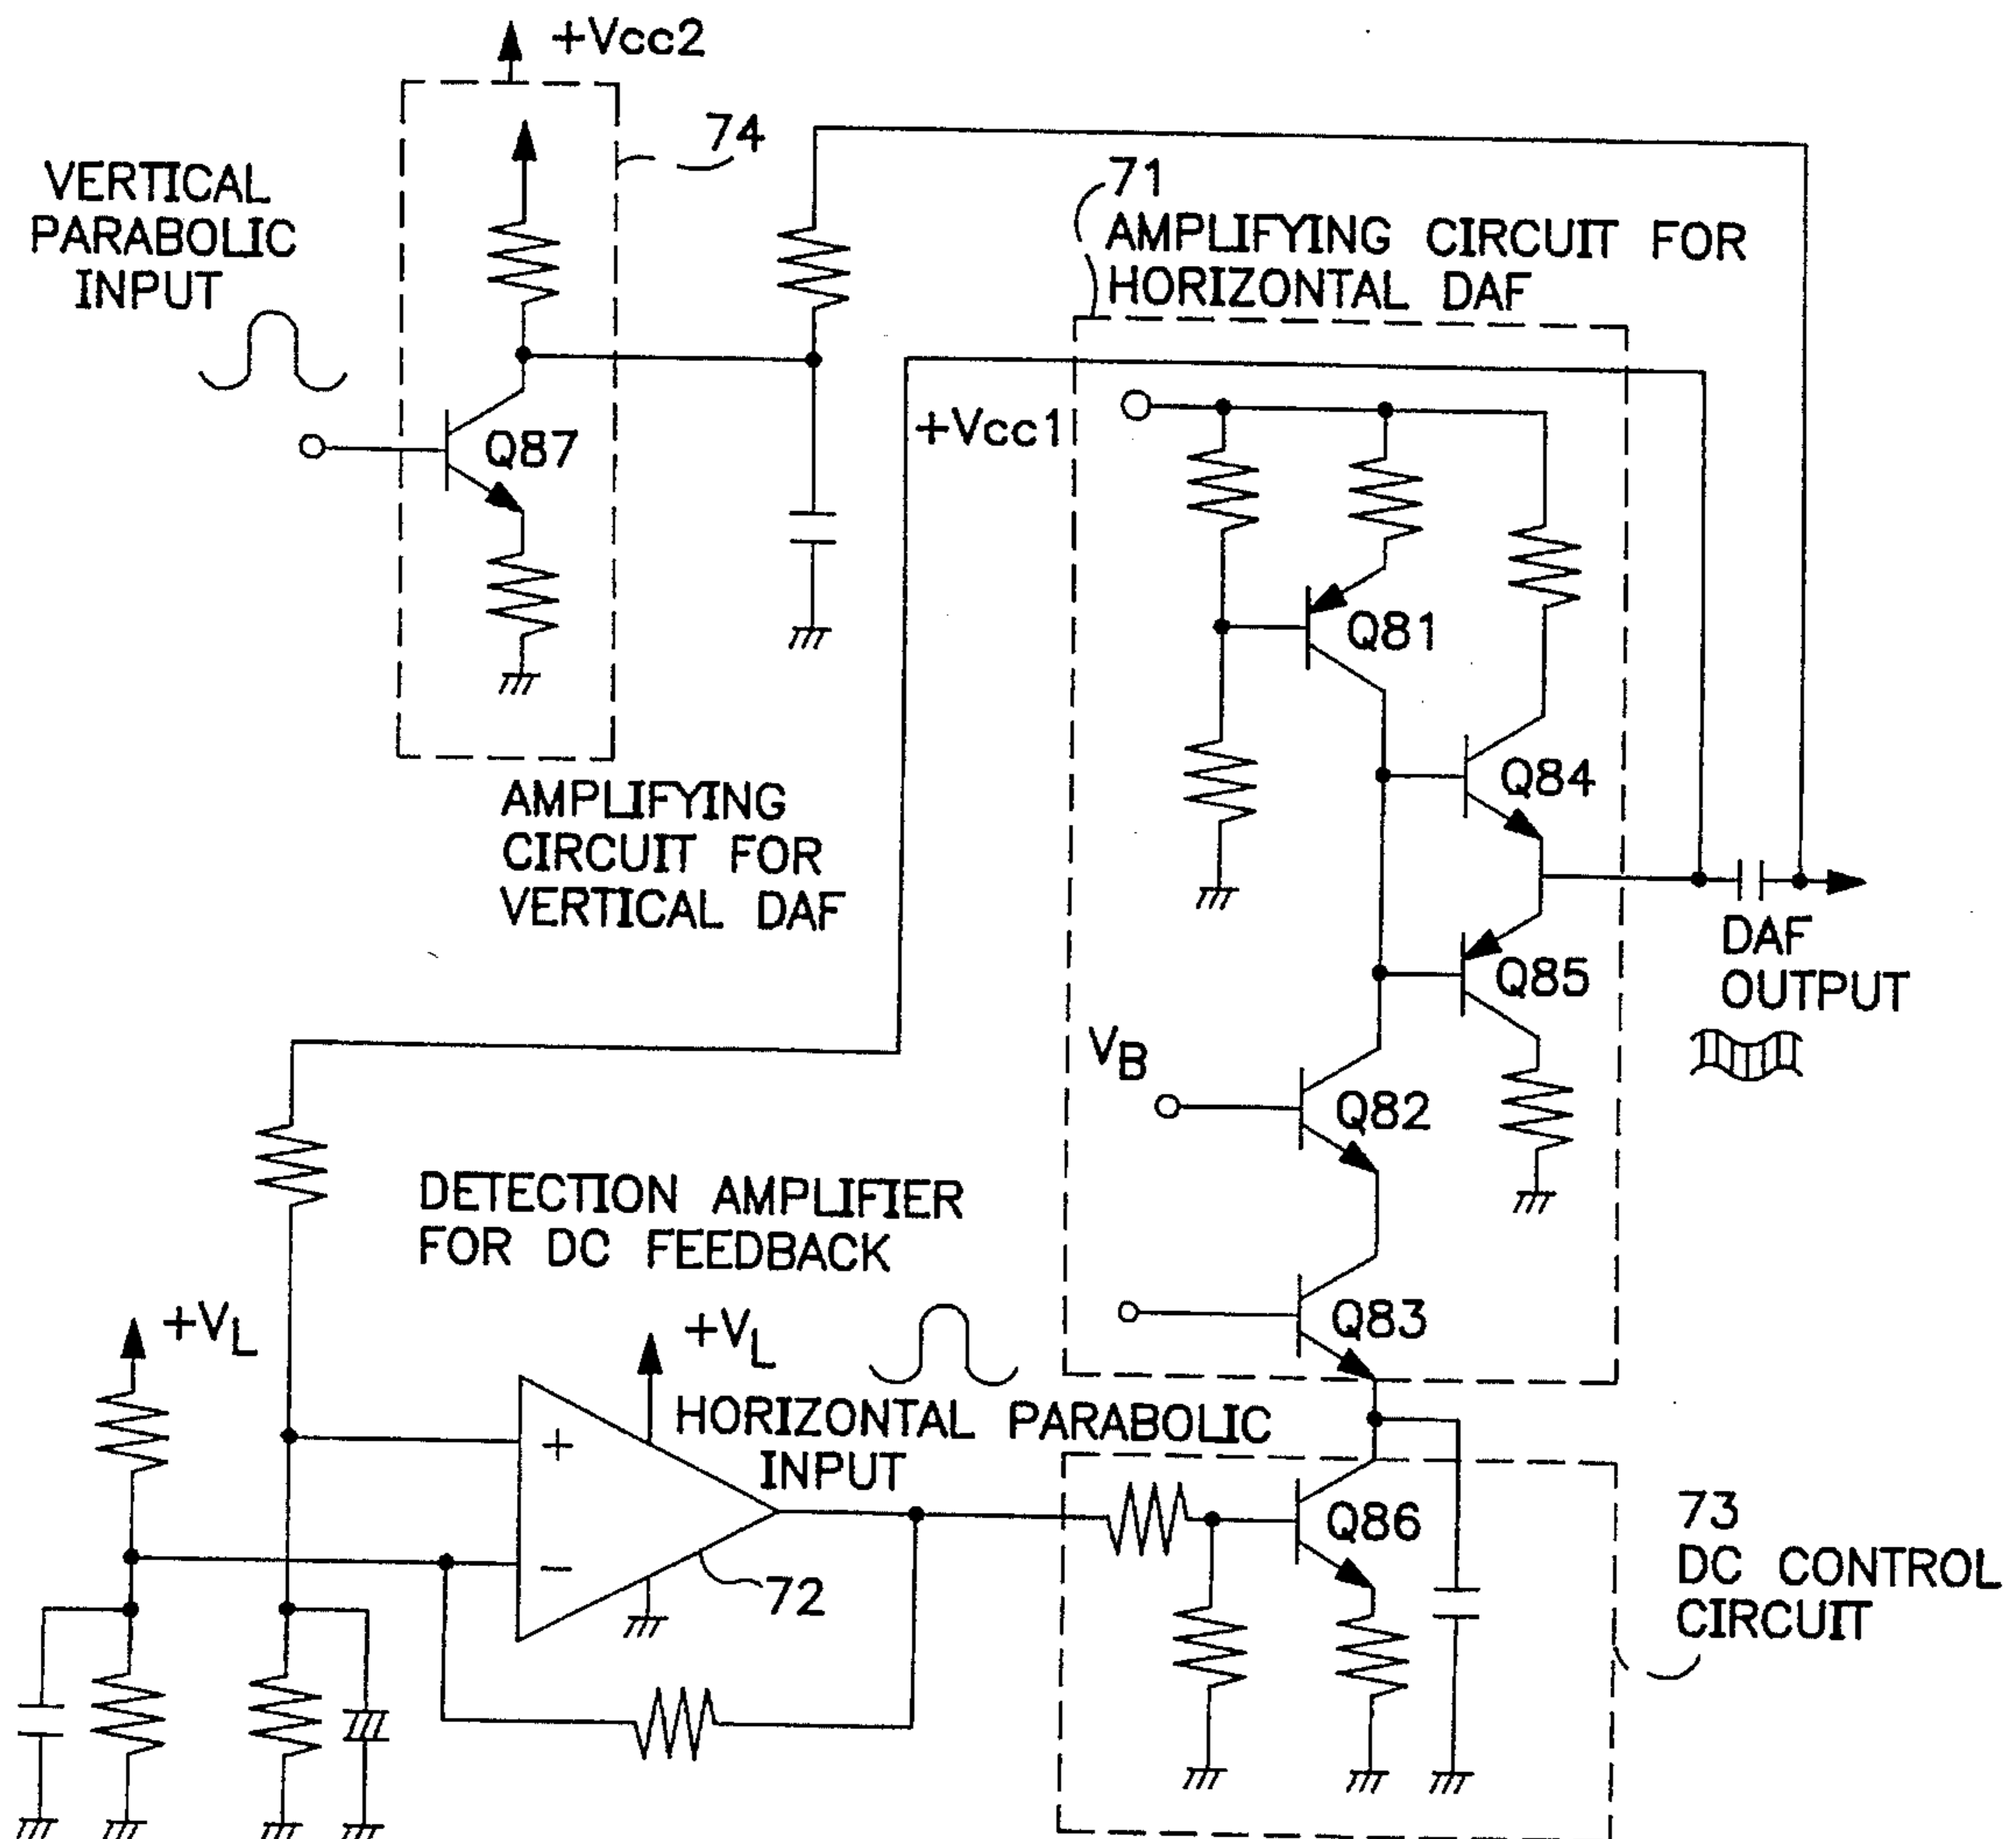 +Vcc2
74
VERTICAL
PARABOLIC
INPUT
71
AMPLIFYING CIRCUIT FOR
HORIZONTAL DAF
+Vcc1
Q87
Q81
Q84
AMPLIFYING
CIRCUIT FOR
VERTICAL DAF
DAF
OUTPUT
Q85
VB
Q82
DETECTION AMPLIFIER
FOR DC FEEDBACK
Q83
+VL
+VL
HORIZONTAL PARABOLIC
INPUT
+
−
72
Q86
73
DC CONTROL
CIRCUIT